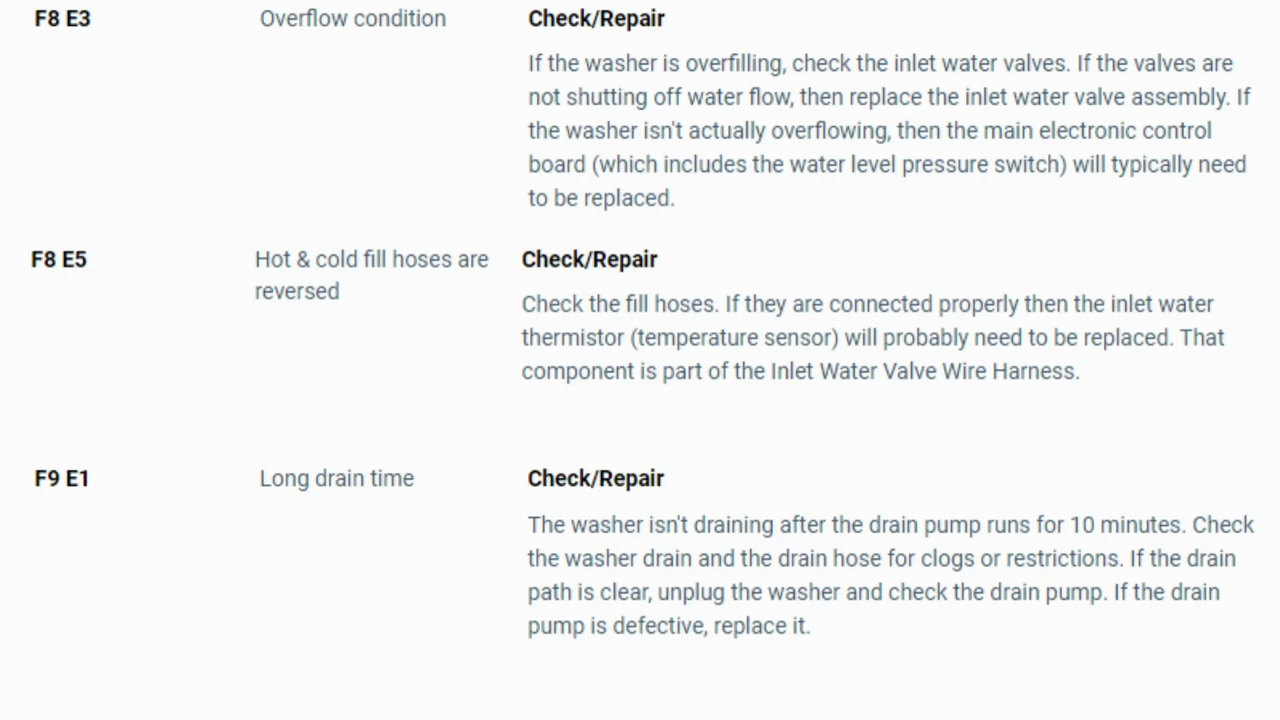 F8 E3 Overflow condition Check/Repair
If the washer is overfilling, check the inlet water valves. If the valves are
not shutting off water flow, then replace the inlet water valve assembly. If
the washer isn't actually overflowing, then the main electronic control
board (which includes the water level pressure switch) will typically need
to be replaced.
F8 E5 Hot & cold fill hoses are Check/Repair
reversed
Check the fill hoses. If they are connected properly then the inlet water
thermistor (temperature sensor) will probably need to be replaced. That
component is part of the Inlet Water Valve Wire Harness.
F9 E1 Long drain time Check/Repair
The washer isn't draining after the drain pump runs for 10 minutes. Check
the washer drain and the drain hose for clogs or restrictions. If the drain
path is clear, unplug the washer and check the drain pump. If the drain
pump is defective, replace it.